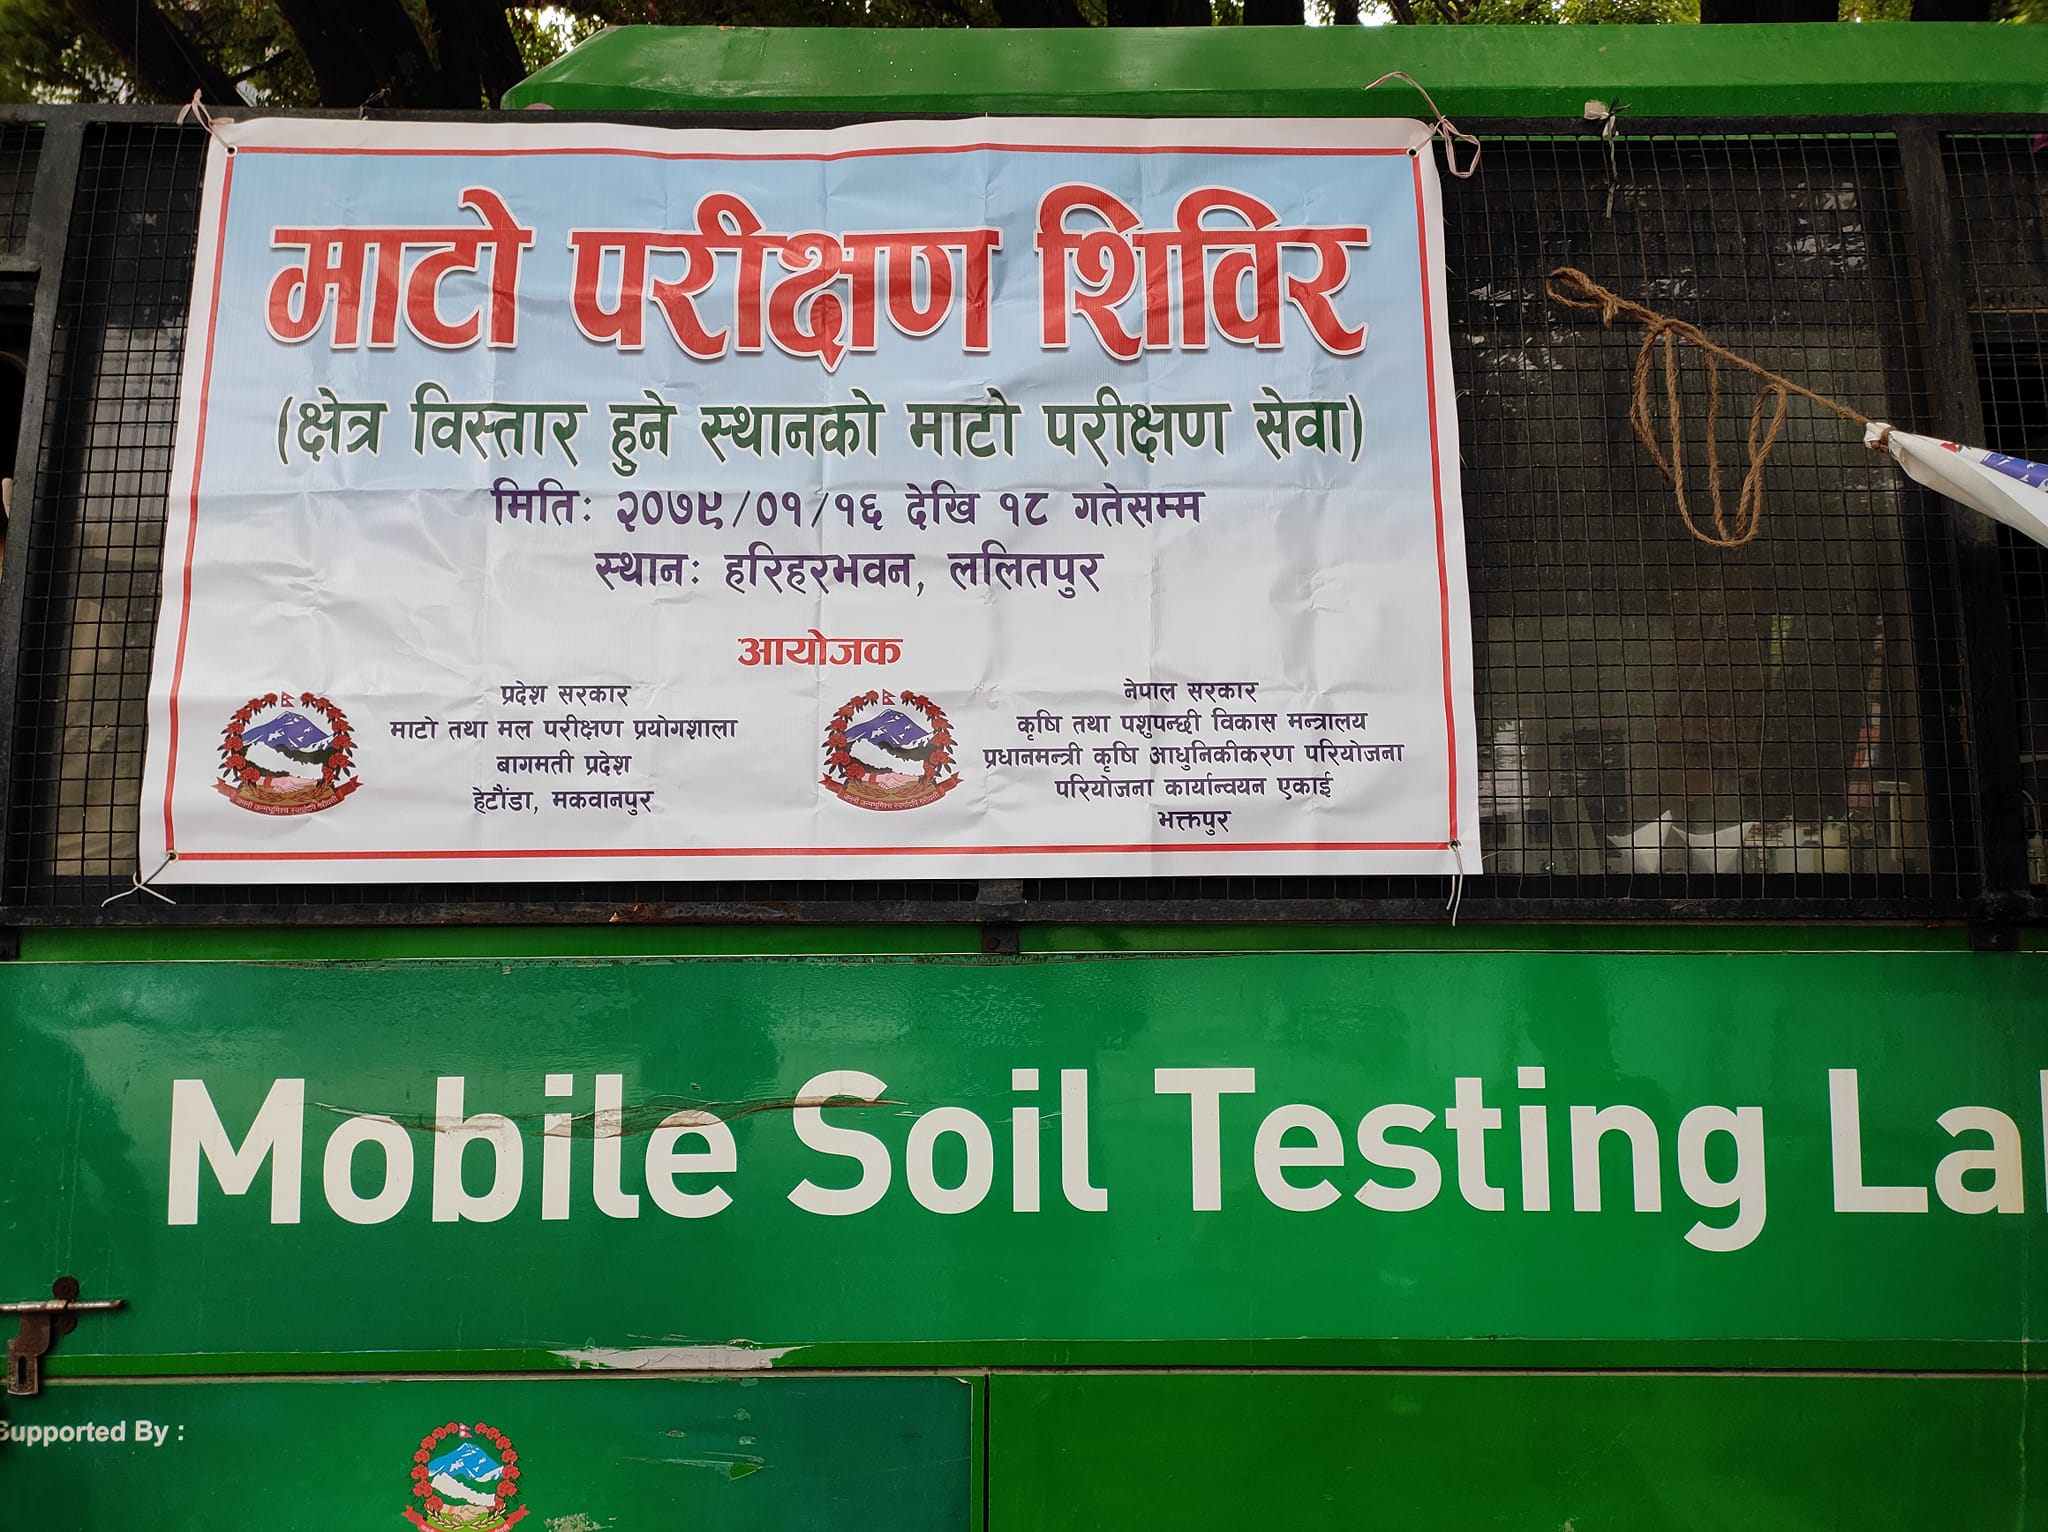 माटो परीक्षण शिविर
(क्षेत्र विस्तार हुने स्थानको माटो परीक्षण सेवा)
मितिः २०७९/०१/१६ देखि १८ गतेसम्म
स्थानः हरिहरभवन, ललितपुर
आयोजक
प्रदेश सरकार
माटो तथा मल परीक्षण प्रयोगशाला
बागमती प्रदेश
हेटौंडा, मकवानपुर
नेपाल सरकार
कृषि तथा पशुपन्छी विकास मन्त्रालय
प्रधानमन्त्री कृषि आधुनिकीकरण परियोजना
परियोजना कार्यान्वयन एकाई
भक्तपुर
Mobile Soil Testing La
Supported By :